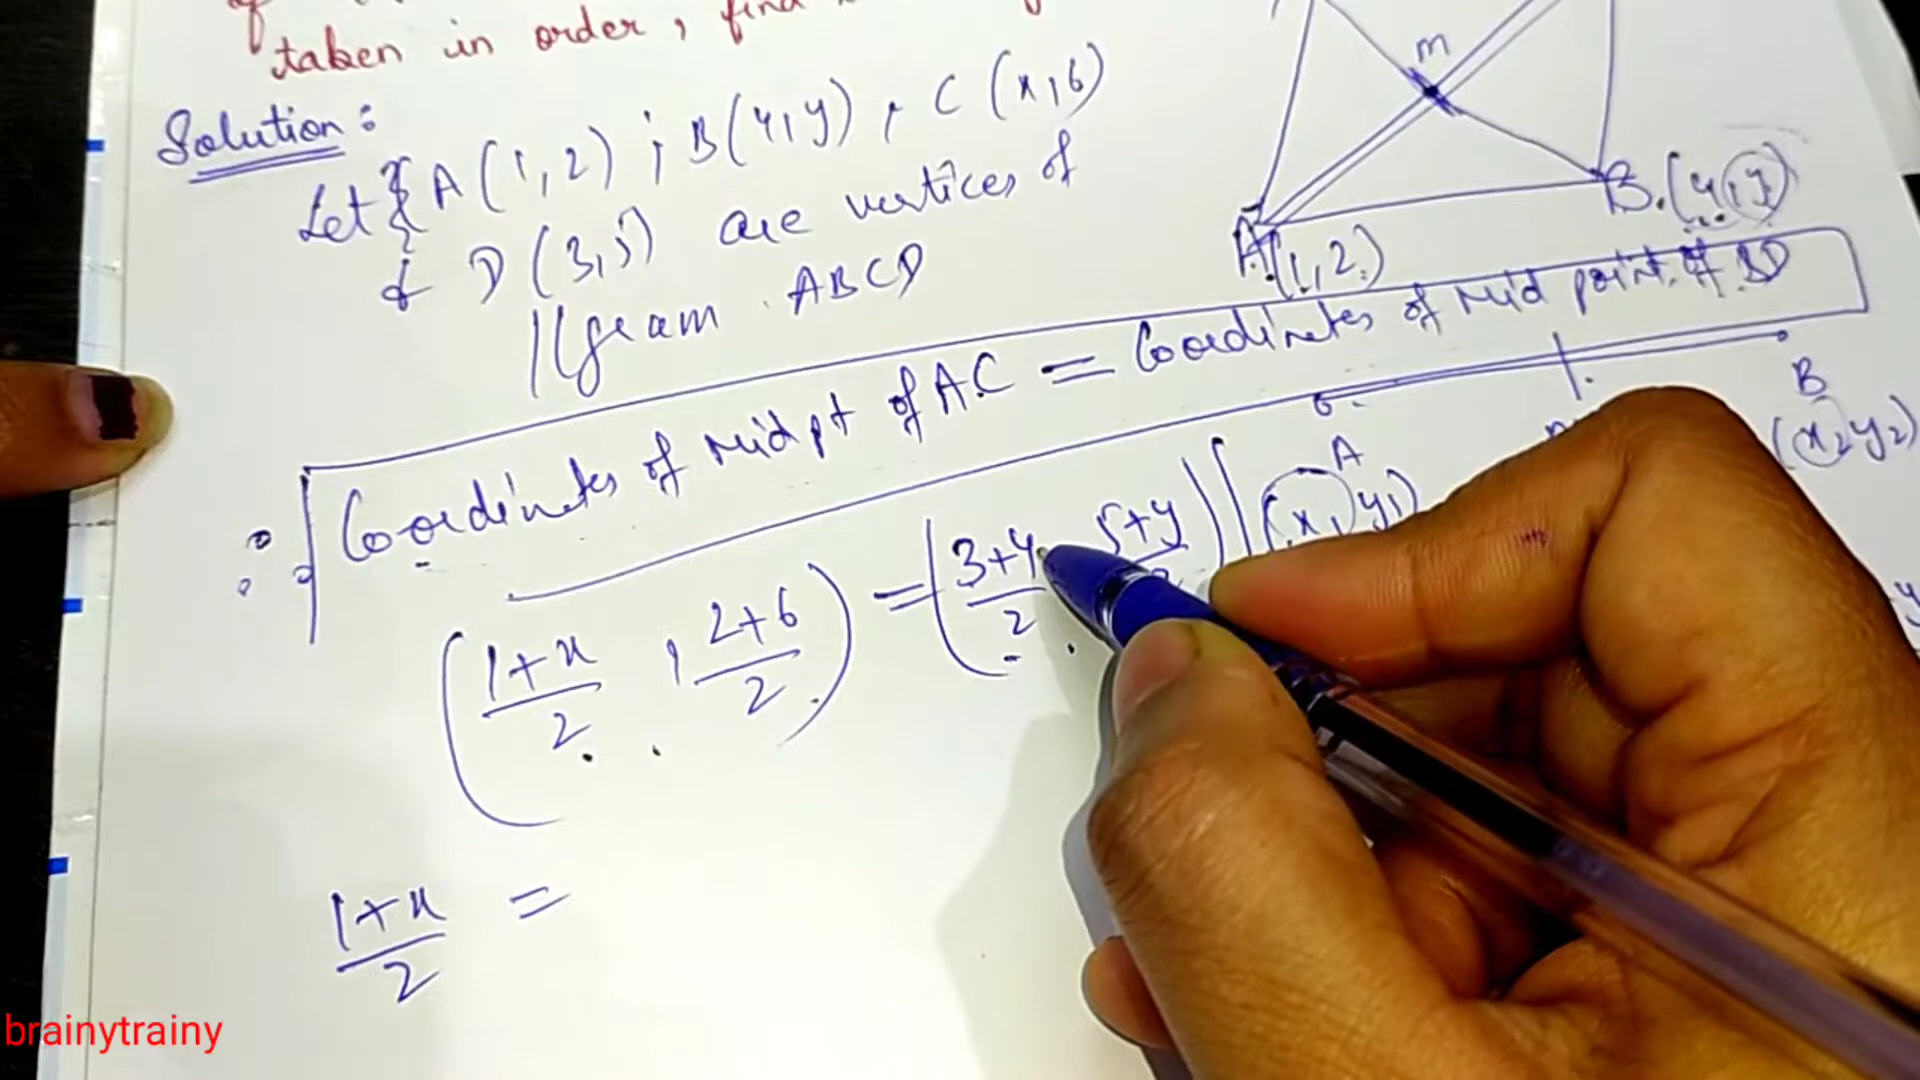 taken in order, find
Solution:
Let { A (1,2) ; B(4,y) , C (x,6)
& D (3,5) are vertices of
||gram ABCD
m
A (1,2)
B (4,y)
∴ Coordinates of Mid pt of AC = Coordinates of Mid point of BD
A
B
(x1 y1)
(x2 y2)
(1+x/2 , 2+6/2) = (3+4/2 5+y/2)
1+x/2 =
brainytrainy